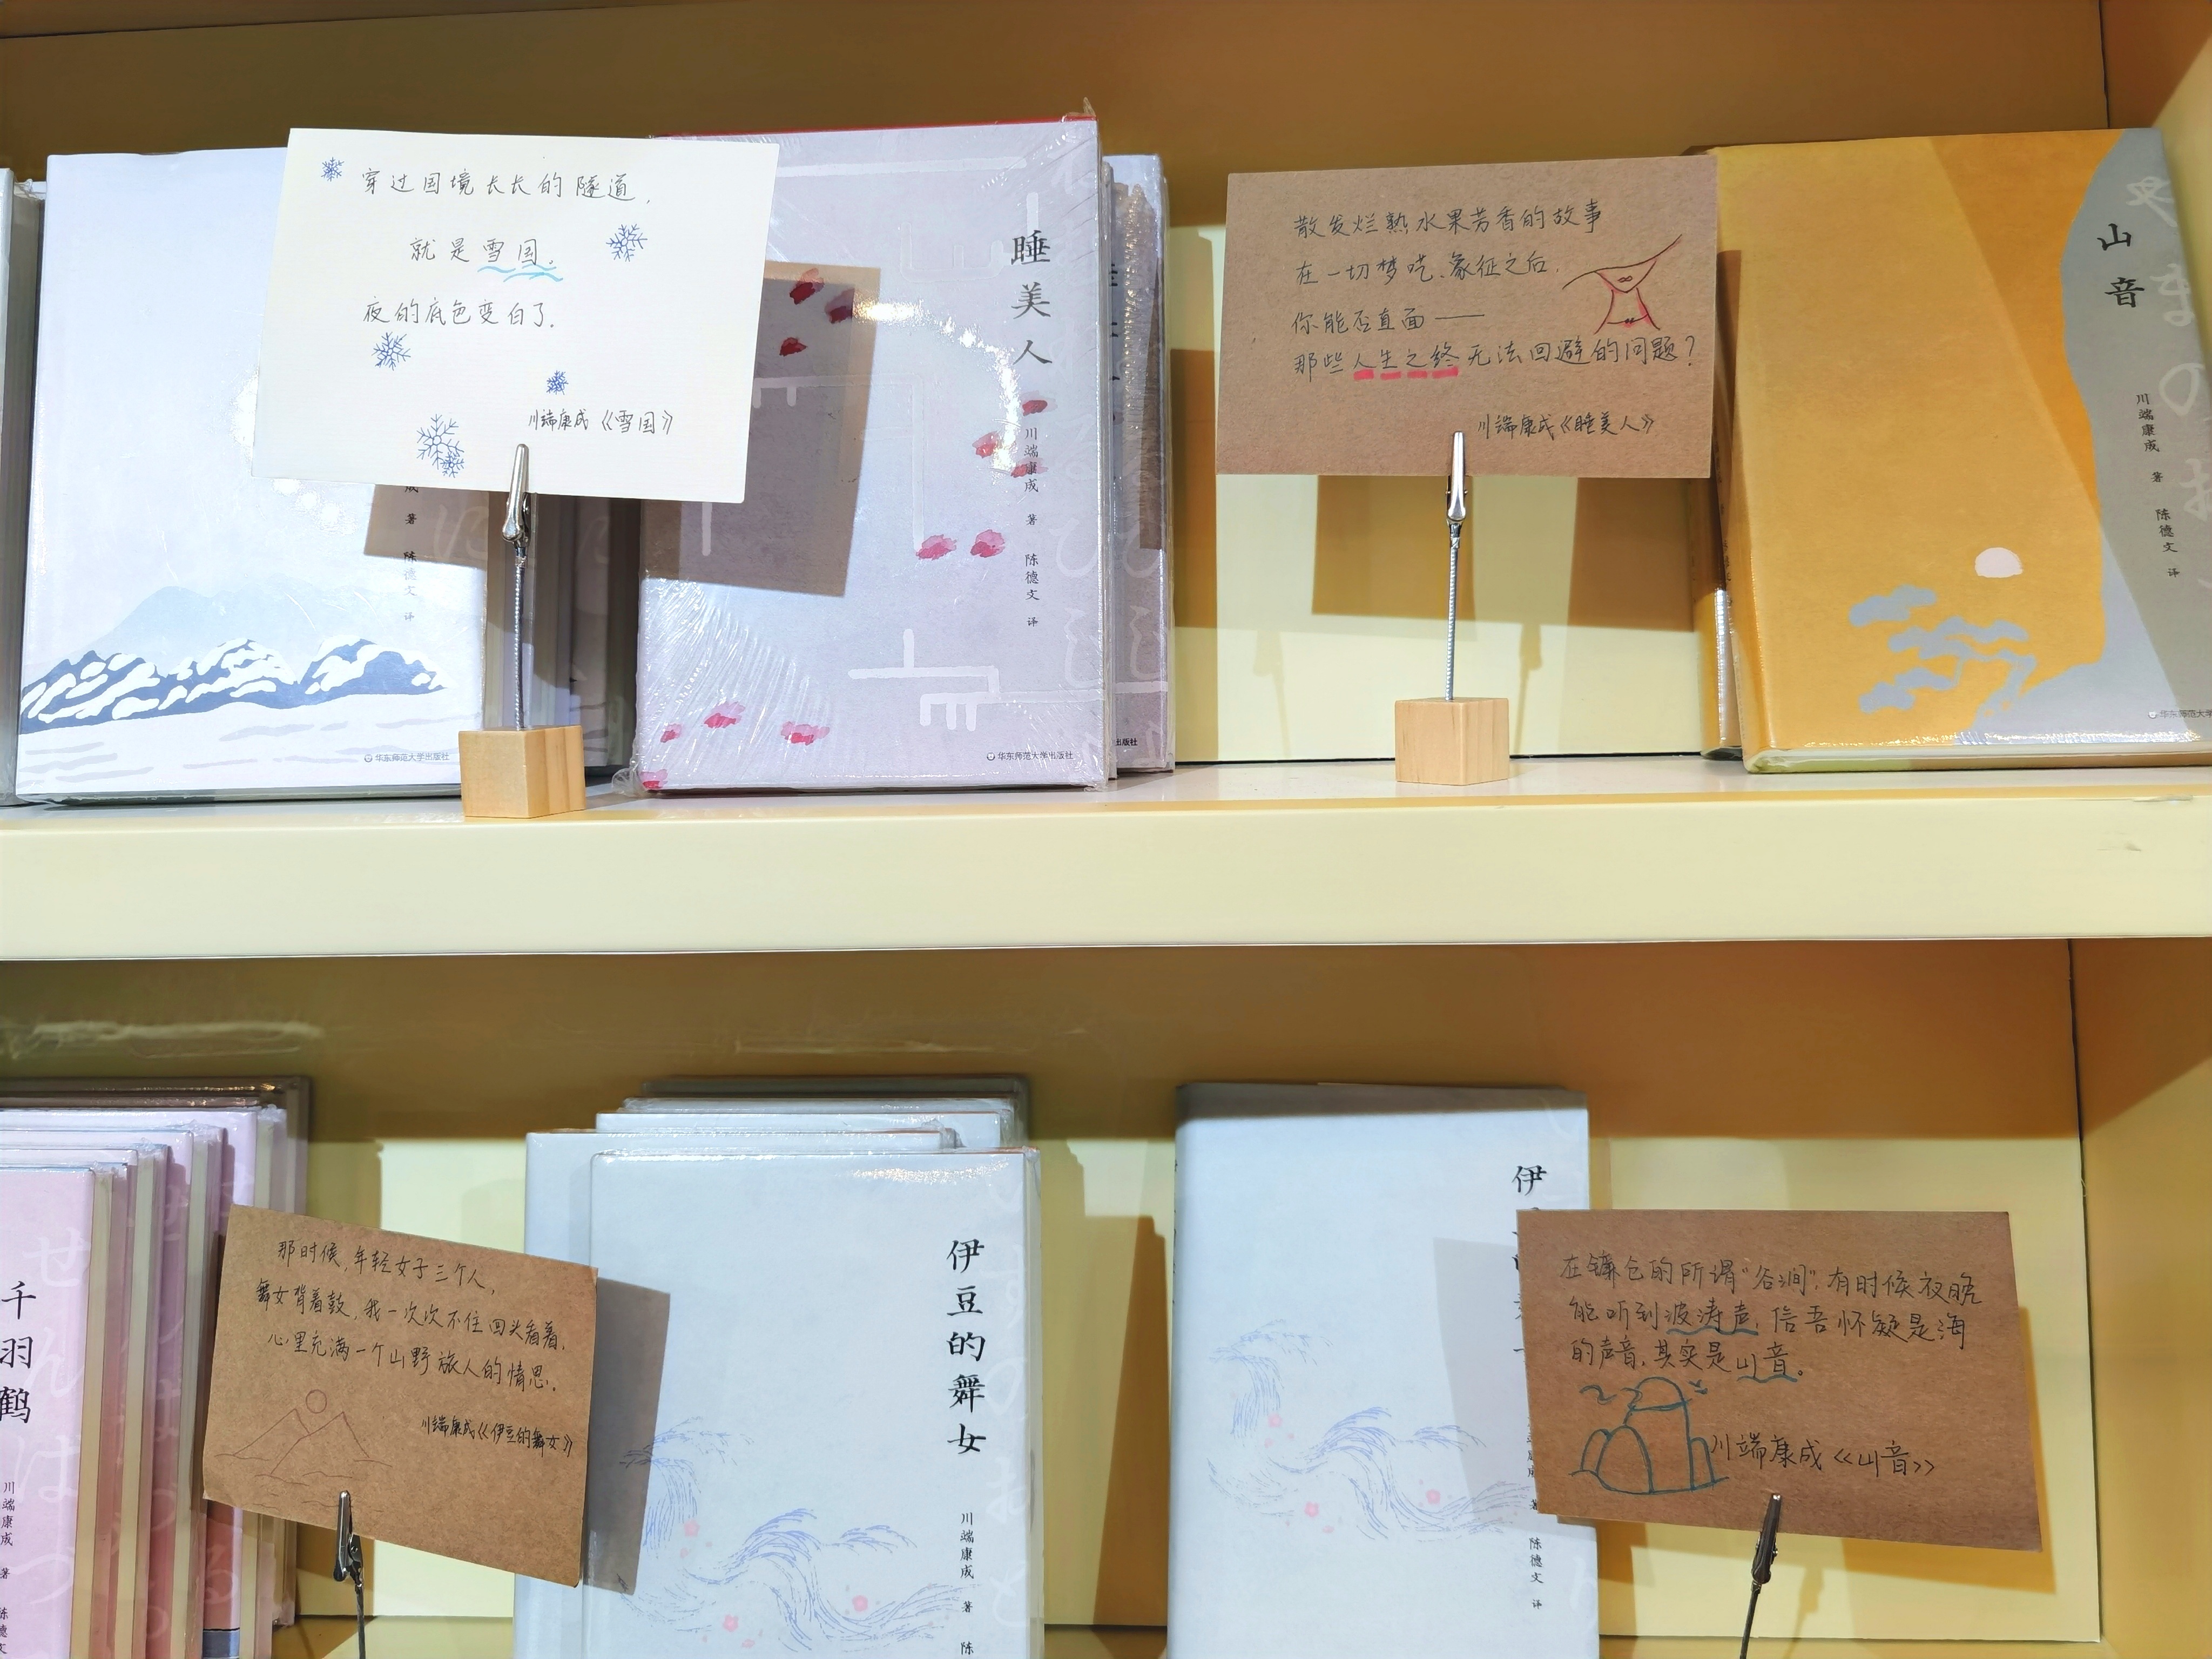 穿过国境长长的隧道，
就是雪国。
夜的底色变白了。
川端康成《雪国》
成 著 陈德文 译
华东师范大学出版社
睡美人
川端康成 著 陈德文 译
华东师范大学出版社
散发烂熟水果芳香的故事
在一切梦呓、象征之后，
你能否直面——
那些人生之终无法回避的问题？
川端康成《睡美人》
山音
やまのお
川端康成 著 陈德文 译
华东师范大学
千羽鹤
せんばづ
川端康成 著 陈德文
那时候，年轻女子三个人，
舞女背着鼓，我一次次不住回头看着，
心里充满一个山野旅人的情思。
川端康成《伊豆的舞女》
伊豆的舞女
川端康成 著 陈
伊
陈德文 译
在镰仓的所谓“谷涧”，有时候夜晚
能听到波涛声，信吾怀疑是海
的声音，其实是山音。
川端康成《山音》